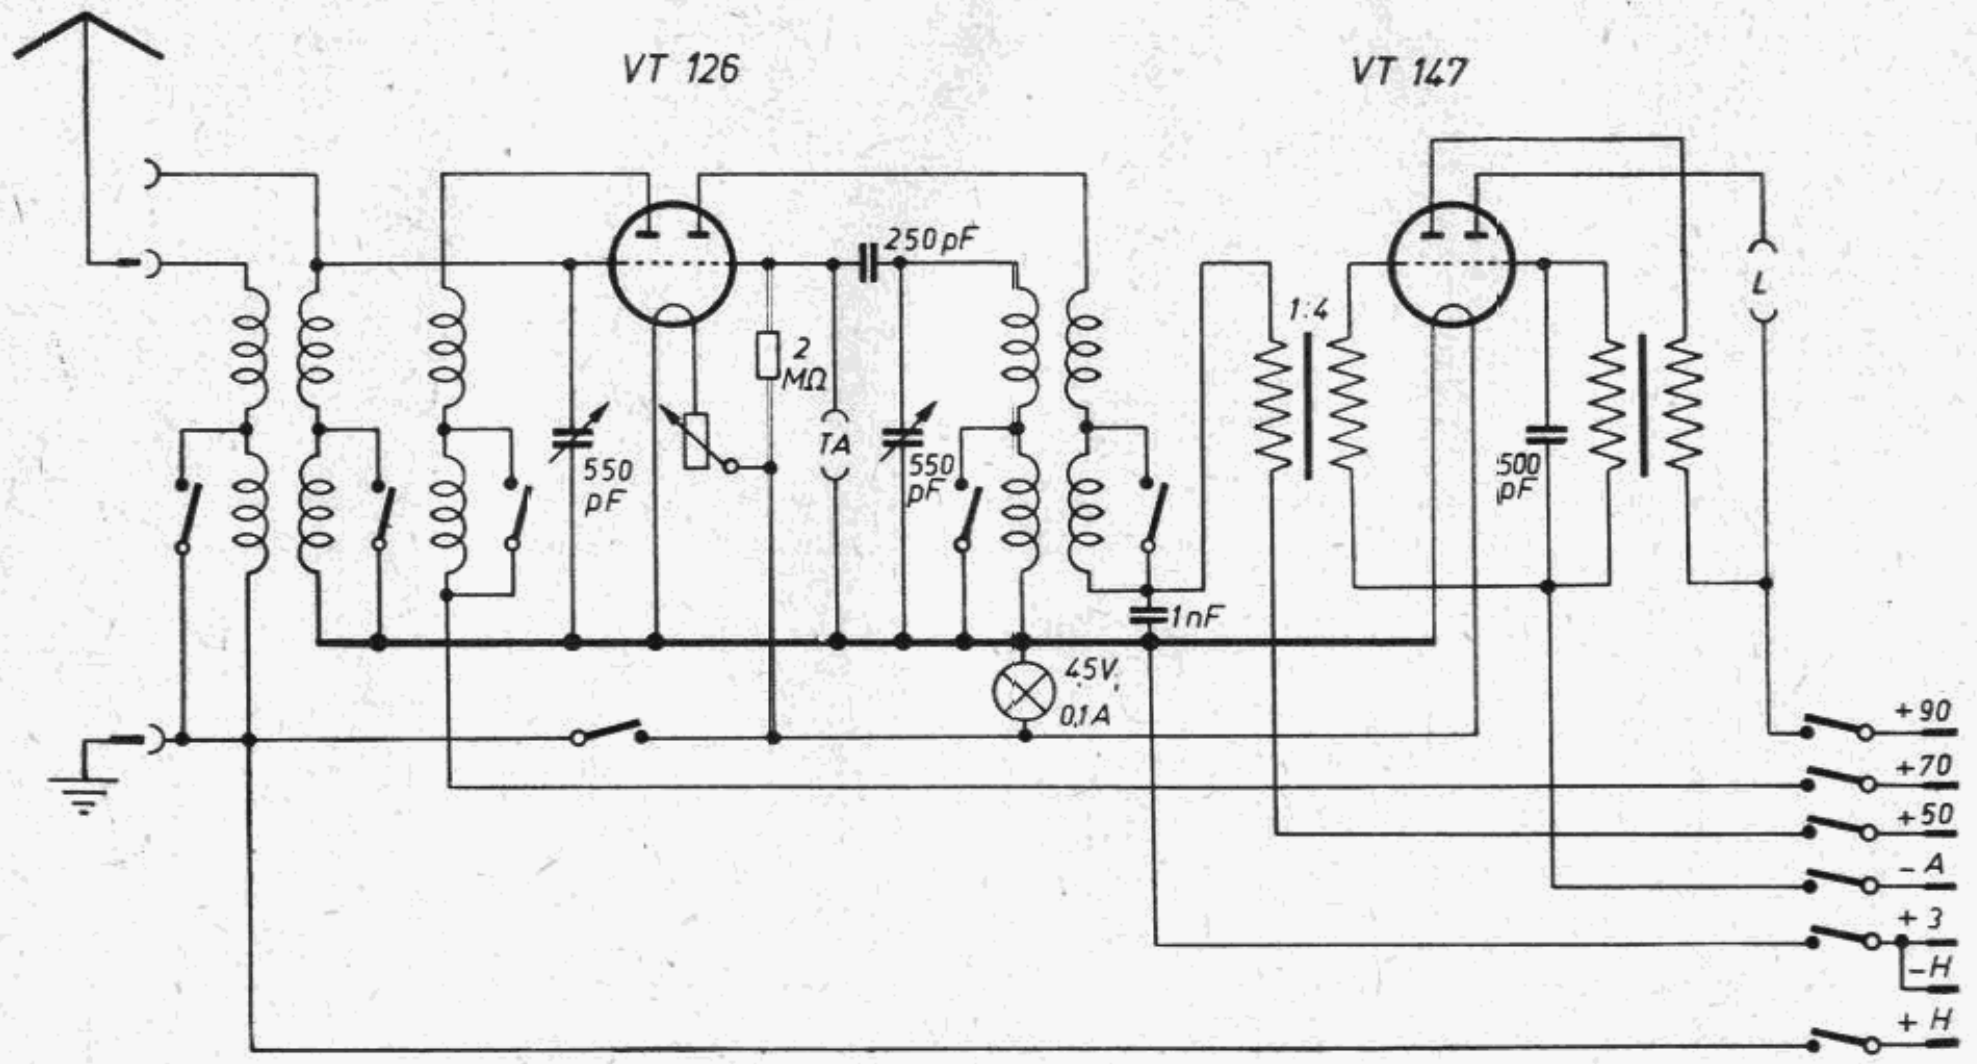 VT 126
VT 147
250 pF
L
1:4
2
MΩ
TA
550
pF
550
pF
500
pF
1nF
4,5V,
0,1A
+90
+70
+50
- A
+ 3
- H
+ H